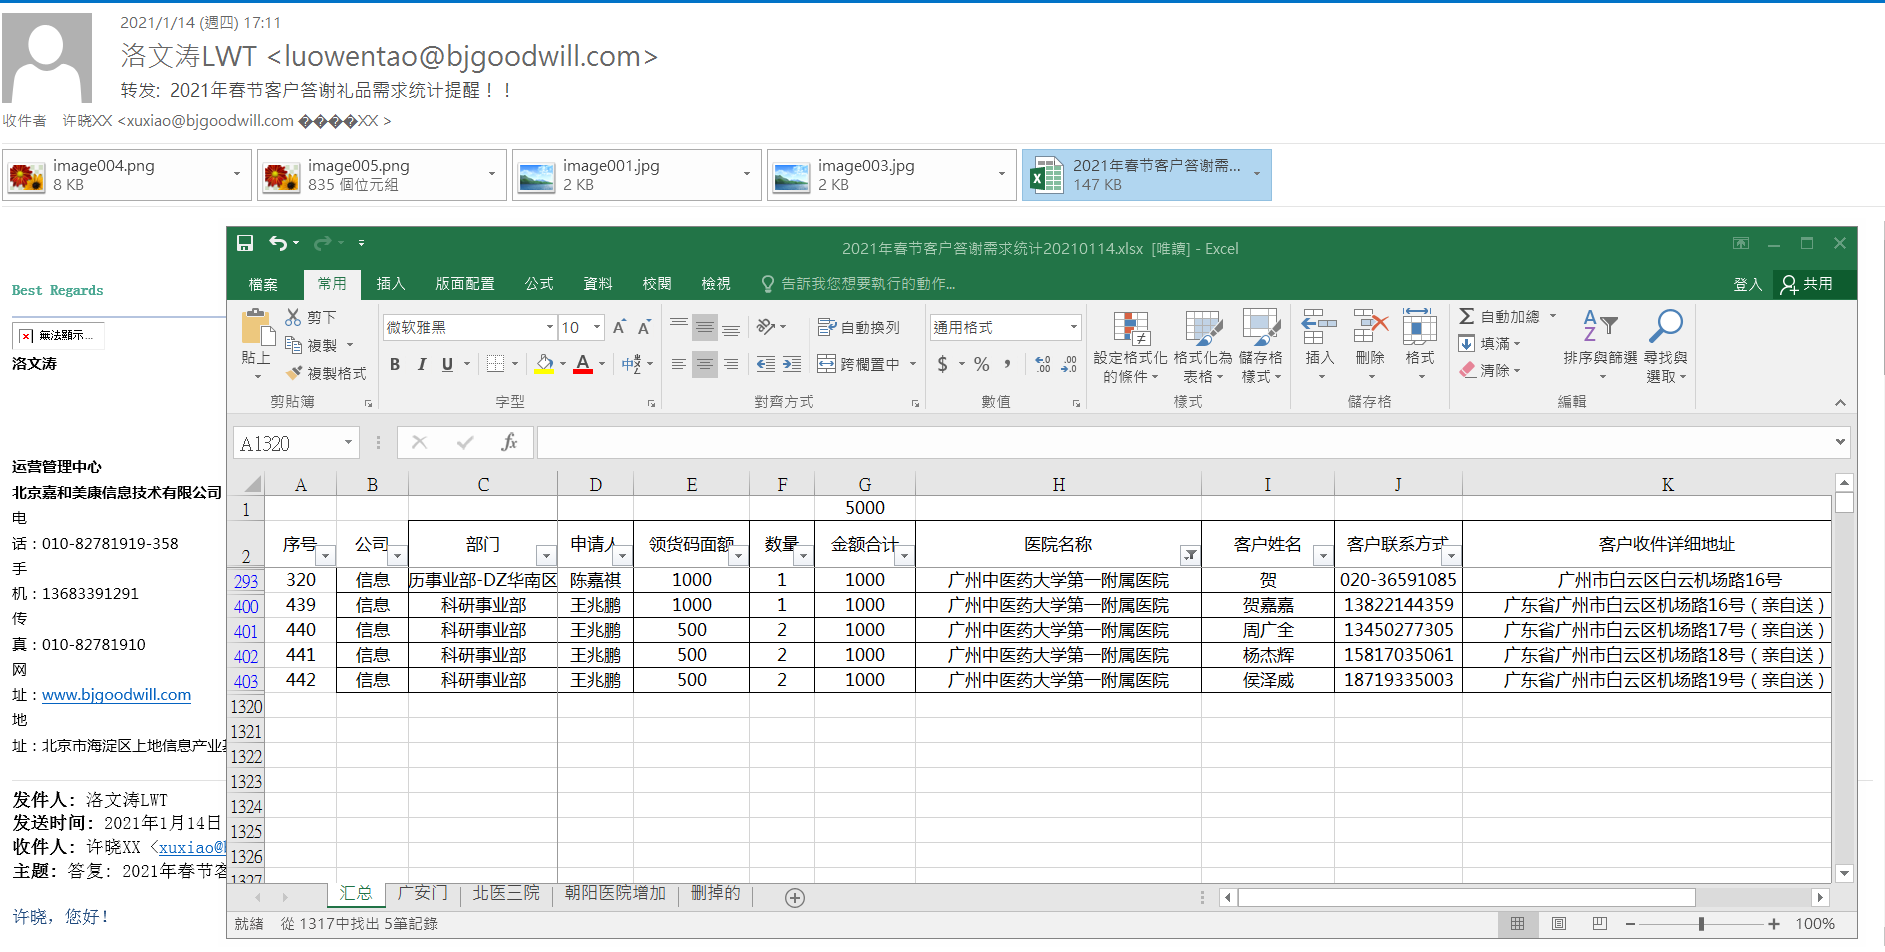 2021/1/14 (週四) 17:11
洛文涛LWT <luowentao@bjgoodwill.com>
转发: 2021年春节客户答谢礼品需求统计提醒！！
收件者 许晓XX <xuxiao@bjgoodwill.com ����XX >
image004.png
8 KB
image005.png
835 個位元組
image001.jpg
2 KB
image003.jpg
2 KB
2021年春节客户答谢需...
147 KB
Best Regards
無法顯示...
洛文涛
运营管理中心
北京嘉和美康信息技术有限公司
电
话：010-82781919-358
手
机：13683391291
传
真：010-82781910
网
址：www.bjgoodwill.com
地
址：北京市海淀区上地信息产业
发件人: 洛文涛LWT
发送时间: 2021年1月14日
收件人: 许晓XX <xuxiao@
主题: 答复: 2021年春节客
许晓，您好！
2021年春节客户答谢需求统计20210114.xlsx [唯讀] - Excel
檔案 常用 插入 版面配置 公式 資料 校閱 檢視 告訴我您想要執行的動作... 登入 共用
貼上 剪下 複製 複製格式 剪貼簿
微软雅黑 10 A A
B I U A 中 字型
自動換列 跨欄置中 對齊方式
通用格式 $ % , .0 .00 數值
設定格式化的條件 格式化為表格 儲存格樣式 樣式
插入 刪除 格式 儲存格
Σ 自動加總 填滿 清除 排序與篩選 尋找與選取 編輯
A1320 fx
A B C D E F G H I J K
1 5000
2 序号 公司 部门 申请人 领货码面额 数量 金额合计 医院名称 客户姓名 客户联系方式 客户收件详细地址
293 320 信息 历事业部-DZ华南区 陈嘉祺 1000 1 1000 广州中医药大学第一附属医院 贺 020-36591085 广州市白云区白云机场路16号
400 439 信息 科研事业部 王兆鹏 1000 1 1000 广州中医药大学第一附属医院 贺嘉嘉 13822144359 广东省广州市白云区机场路16号（亲自送）
401 440 信息 科研事业部 王兆鹏 500 2 1000 广州中医药大学第一附属医院 周广全 13450277305 广东省广州市白云区机场路17号（亲自送）
402 441 信息 科研事业部 王兆鹏 500 2 1000 广州中医药大学第一附属医院 杨杰辉 15817035061 广东省广州市白云区机场路18号（亲自送）
403 442 信息 科研事业部 王兆鹏 500 2 1000 广州中医药大学第一附属医院 侯泽威 18719335003 广东省广州市白云区机场路19号（亲自送）
1320
1321
1322
1323
1324
1325
1326
1327
汇总 广安门 北医三院 朝阳医院增加 删掉的
就緒 從 1317中找出 5筆記錄 100%